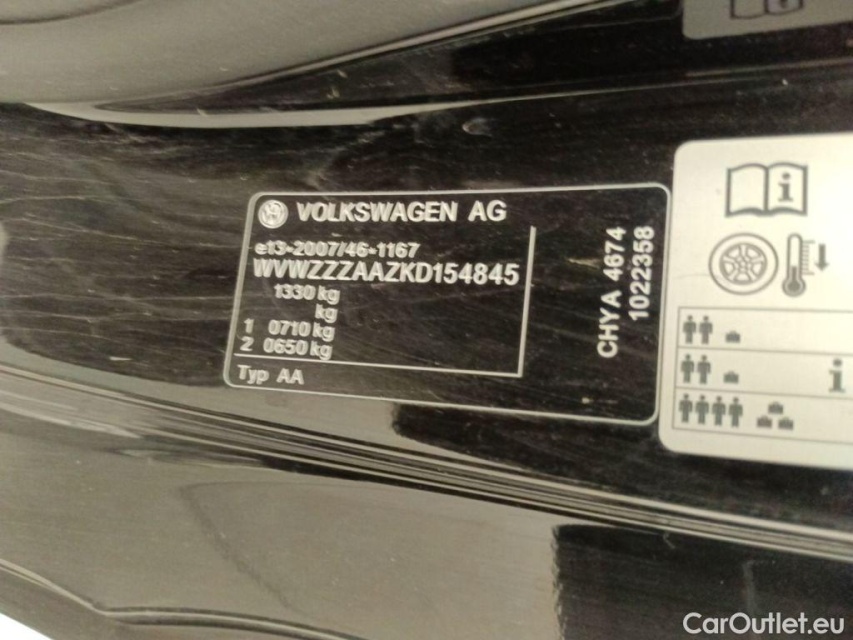 VOLKSWAGEN AG
e13*2007/46*1167
WVWZZZAAZKD154845
1330 kg
kg
1 0710 kg
2 0650 kg
Typ AA
CHYA 4674
1022358
i
i
CarOutlet.eu